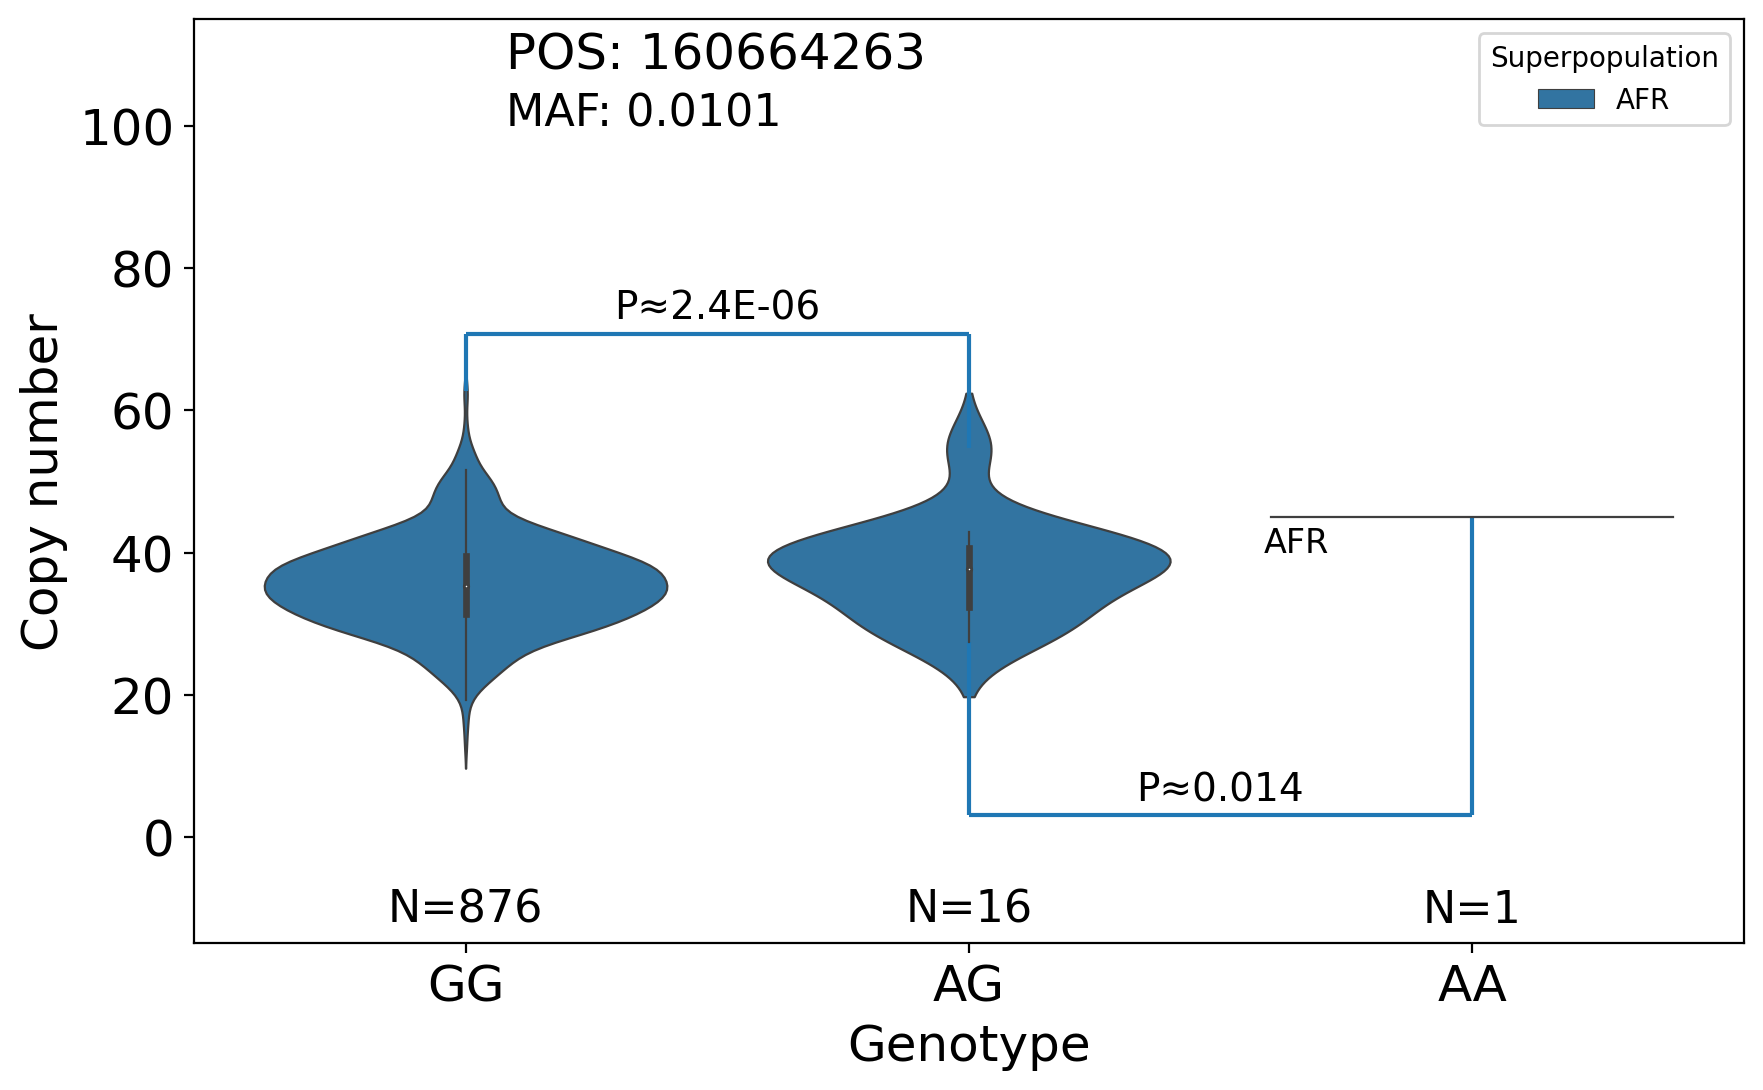 POS: 160664263
MAF: 0.0101
Superpopulation
AFR
Copy number
100
80
60
40
20
0
P≈2.4E-06
AFR
P≈0.014
N=876
N=16
N=1
GG
AG
AA
Genotype